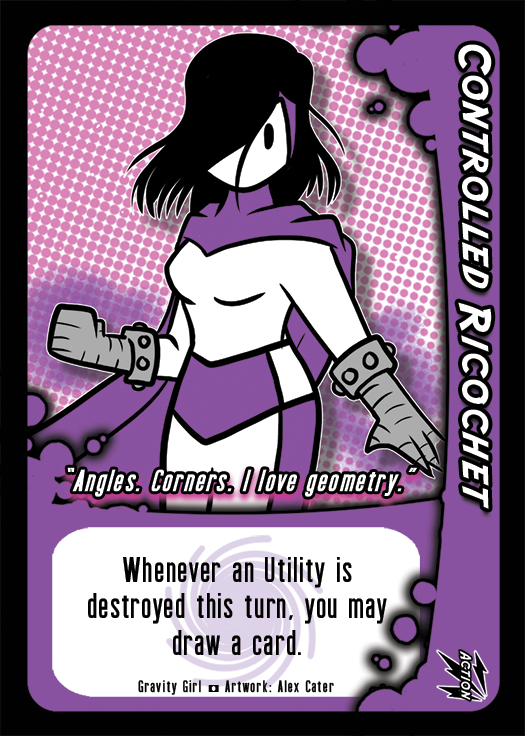 Controlled Ricochet
"Angles. Corners. I love geometry."
Whenever an Utility is
destroyed this turn, you may
draw a card.
Gravity Girl Artwork: Alex Cater
Action